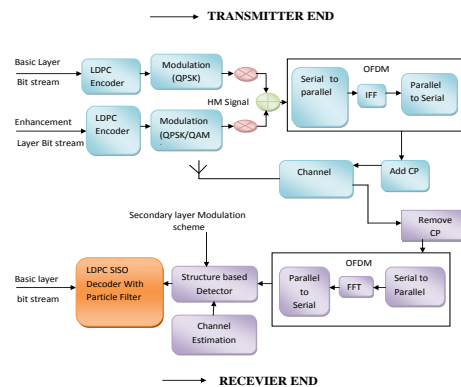 TRANSMITTER END
Basic Layer
Bit stream
LDPC
Encoder
Modulation
(QPSK)
HM Signal
OFDM
Serial to
parallel
IFF
Parallel
to Serial
Enhancement
Layer Bit stream
LDPC
Encoder
Modulation
(QPSK/QAM
Channel
Add CP
Remove
CP
Secondary layer Modulation
scheme
OFDM
Basic layer
bit stream
LDPC SISO
Decoder With
Particle Filter
Structure based
Detector
Parallel
to
Serial
FFT
Serial to
Parallel
Channel
Estimation
RECEVIER END